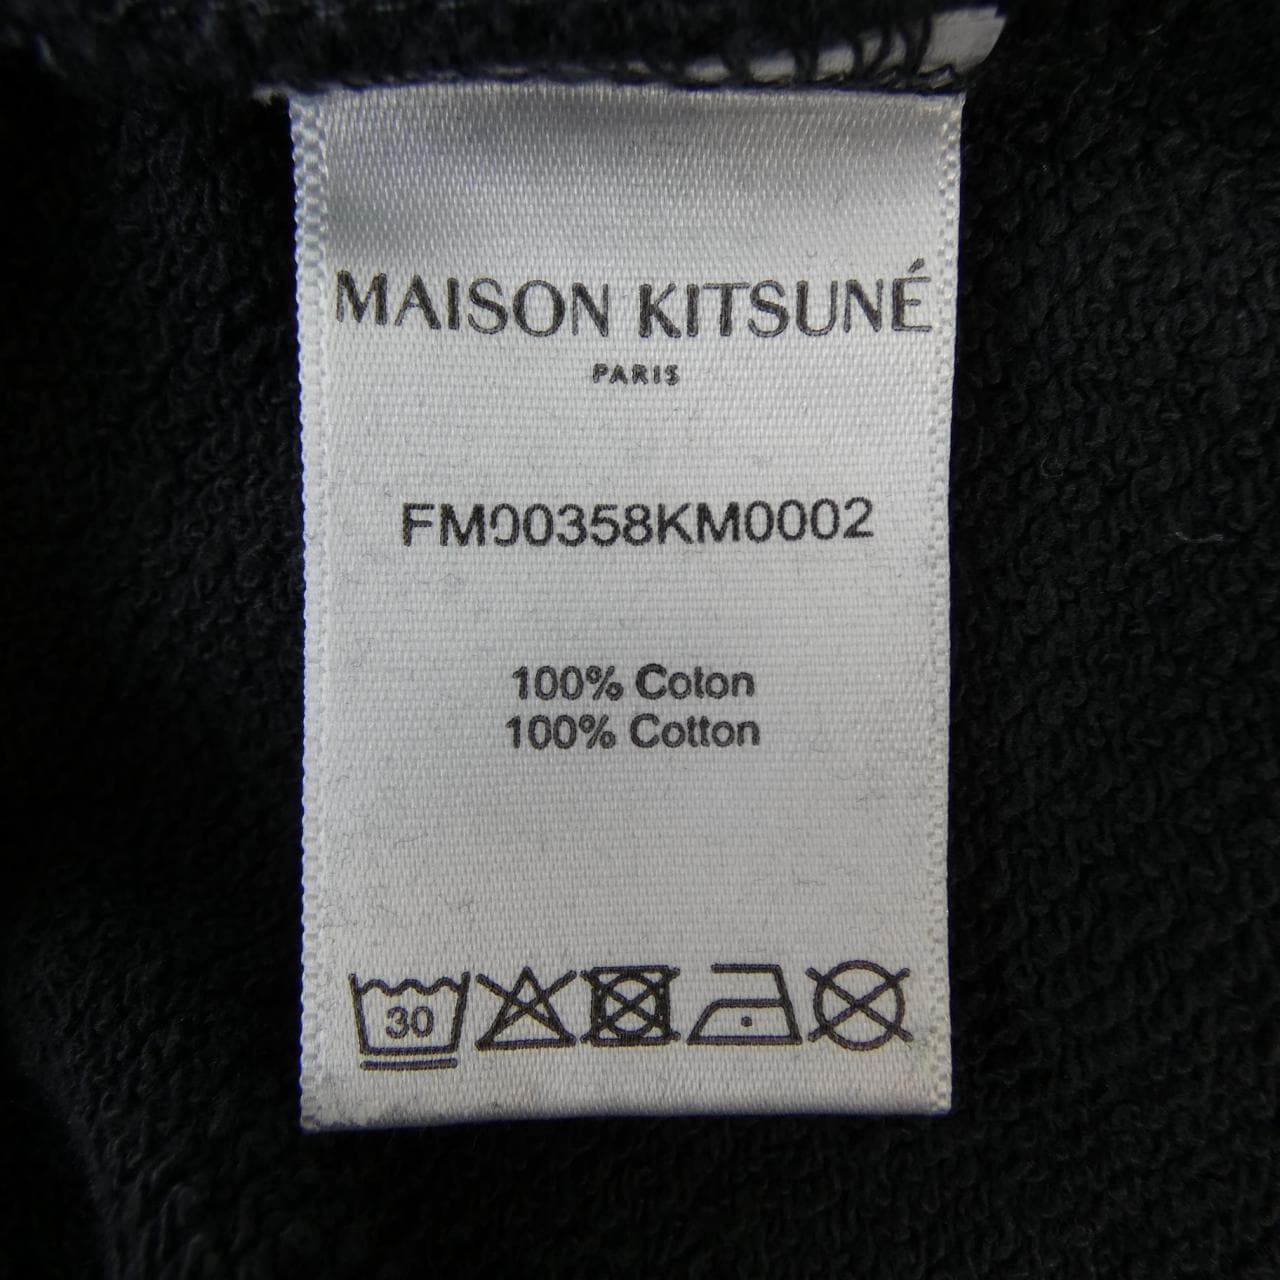 MAISON KITSUNÉ
PARIS
FM00358KM0002
100% Coton
100% Cotton
30